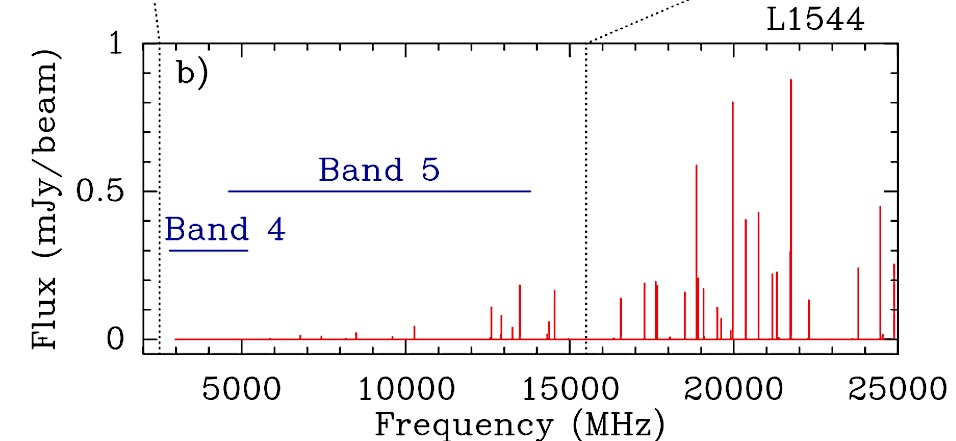 L1544
1
b)
Band 5
0.5
Band 4
Flux (mJy/beam)
0
5000 10000 15000 20000 25000
Frequency (MHz)